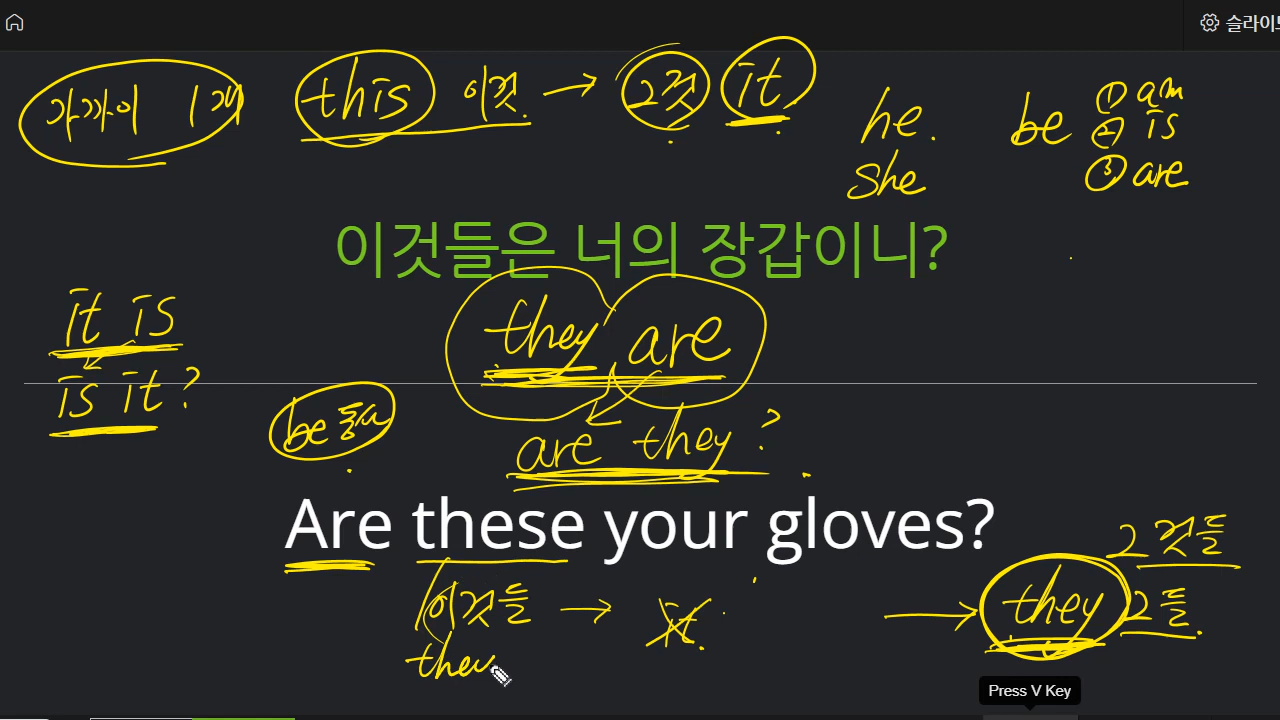 슬라이드
가까이 1개 this 이것 → 그것 it
he.
she
be ① am
② is
③ are
이것들은 너의 장갑이니?
it is
is it?
they are
be동사
are they?
Are these your gloves?
이것들 → it
they
→ they
그것들
그들
Press V Key